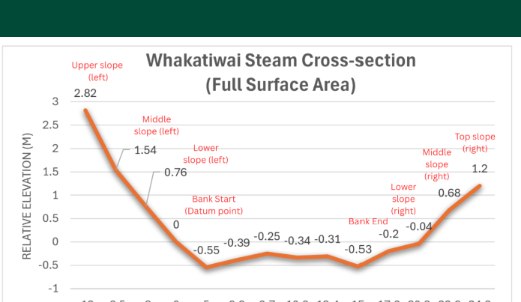 Whakatiwai Steam Cross-section
(Full Surface Area)
Upper slope
(left)
2.82
Middle
slope (left)
1.54
Lower
slope (left)
0.76
Bank Start
(Datum point)
0
-0.55 -0.39 -0.25 -0.34 -0.31 -0.53 -0.2 -0.04
Bank End
Lower
slope
(right)
Middle
slope
(right)
0.68
Top slope
(right)
1.2
RELATIVE ELEVATION (M)
3
2.5
2
1.5
1
0.5
0
-0.5
-1